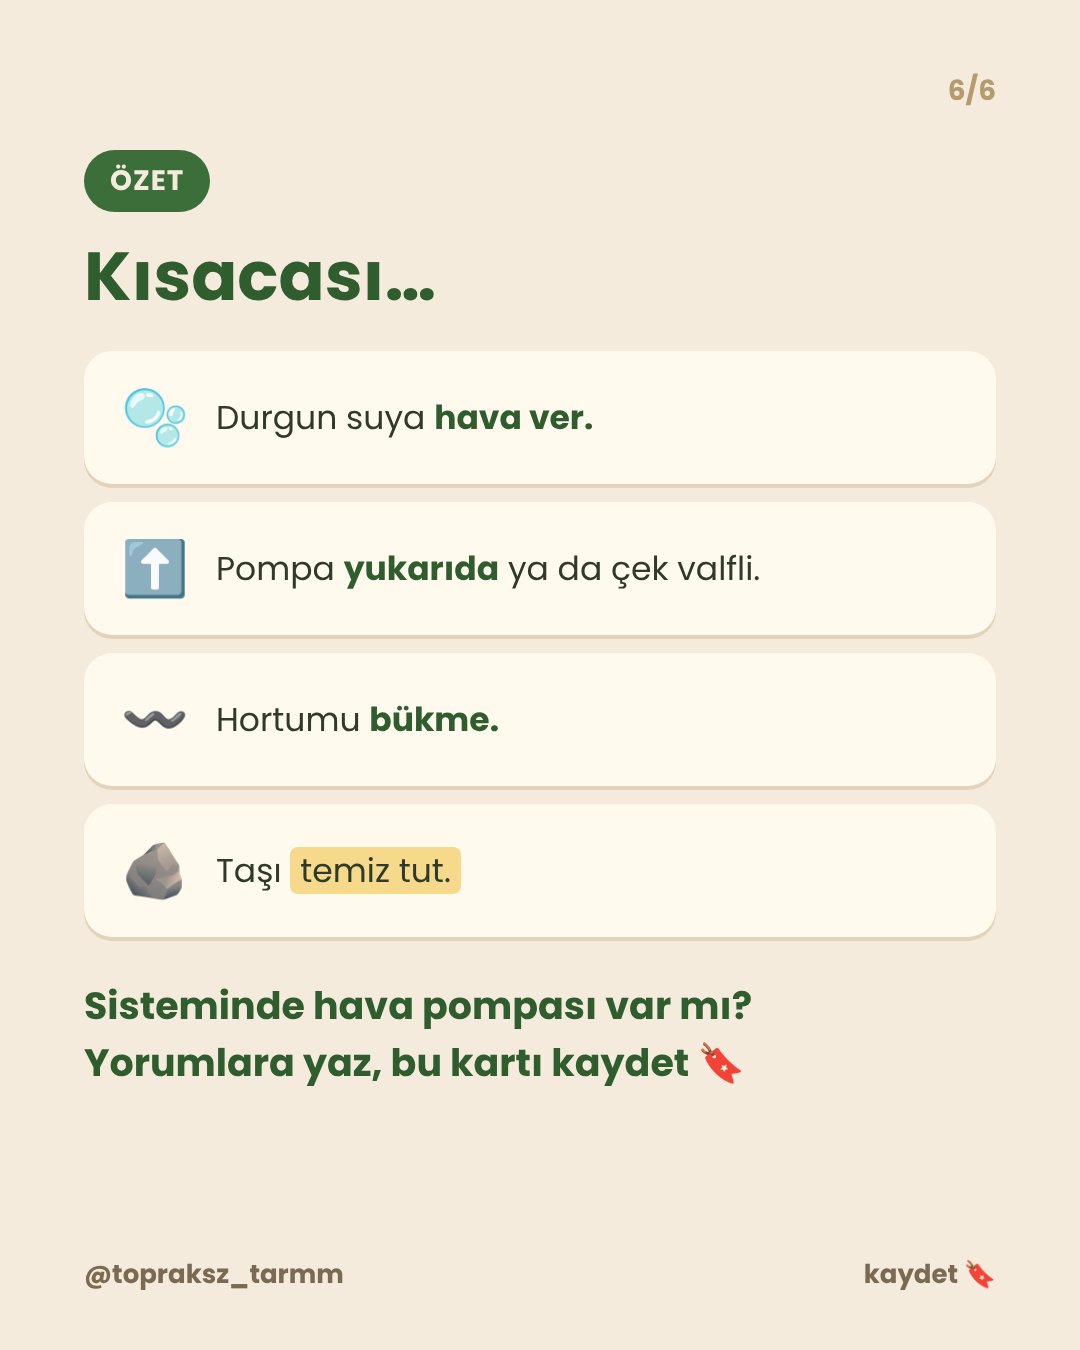 6/6
ÖZET
Kısacası...
Durgun suya hava ver.
Pompa yukarıda ya da çek valfli.
Hortumu bükme.
Taşı temiz tut.
Sisteminde hava pompası var mı?
Yorumlara yaz, bu kartı kaydet 🔖
@topraksz_tarmm
kaydet 🔖